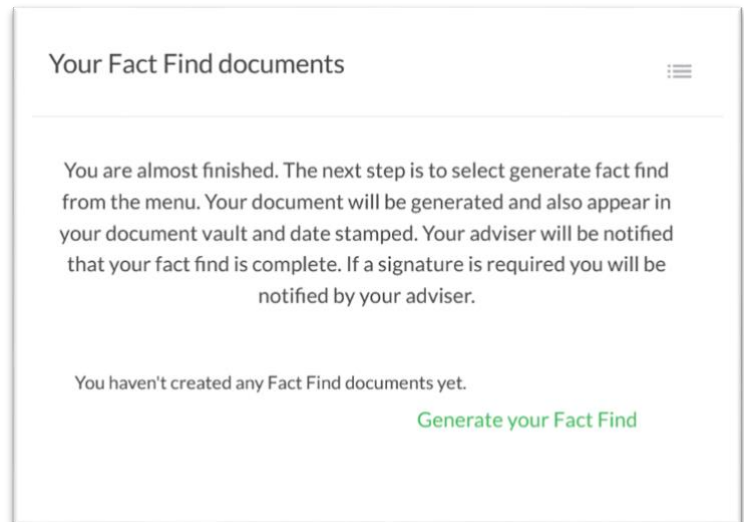 Your Fact Find documents
You are almost finished. The next step is to select generate fact find
from the menu. Your document will be generated and also appear in
your document vault and date stamped. Your adviser will be notified
that your fact find is complete. If a signature is required you will be
notified by your adviser.
You haven't created any Fact Find documents yet.
Generate your Fact Find